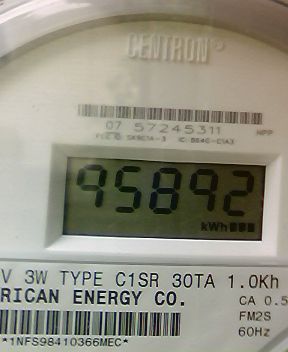 CENTRON®
07 57245311
HPP
95892
kWh
V 3W TYPE C1SR 30TA 1.0Kh
RICAN ENERGY CO.
CA 0.5
FM2S
60Hz
*1NFS98410366MEC*